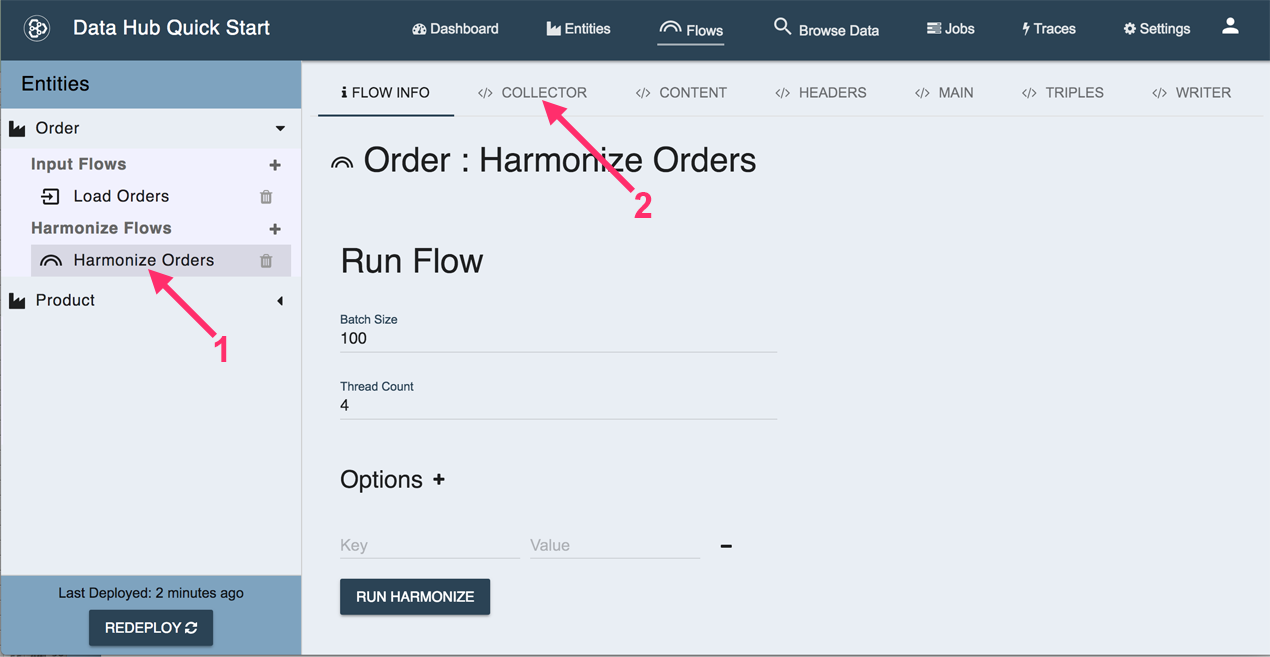 Data Hub Quick Start
Dashboard
Entities
Flows
Browse Data
Jobs
Traces
Settings
Entities
Order
Input Flows +
Load Orders
Harmonize Flows +
Harmonize Orders
Product
1
Last Deployed: 2 minutes ago
REDEPLOY
FLOW INFO
</> COLLECTOR
</> CONTENT
</> HEADERS
</> MAIN
</> TRIPLES
</> WRITER
2
Order : Harmonize Orders
Run Flow
Batch Size
100
Thread Count
4
Options +
Key
Value
RUN HARMONIZE